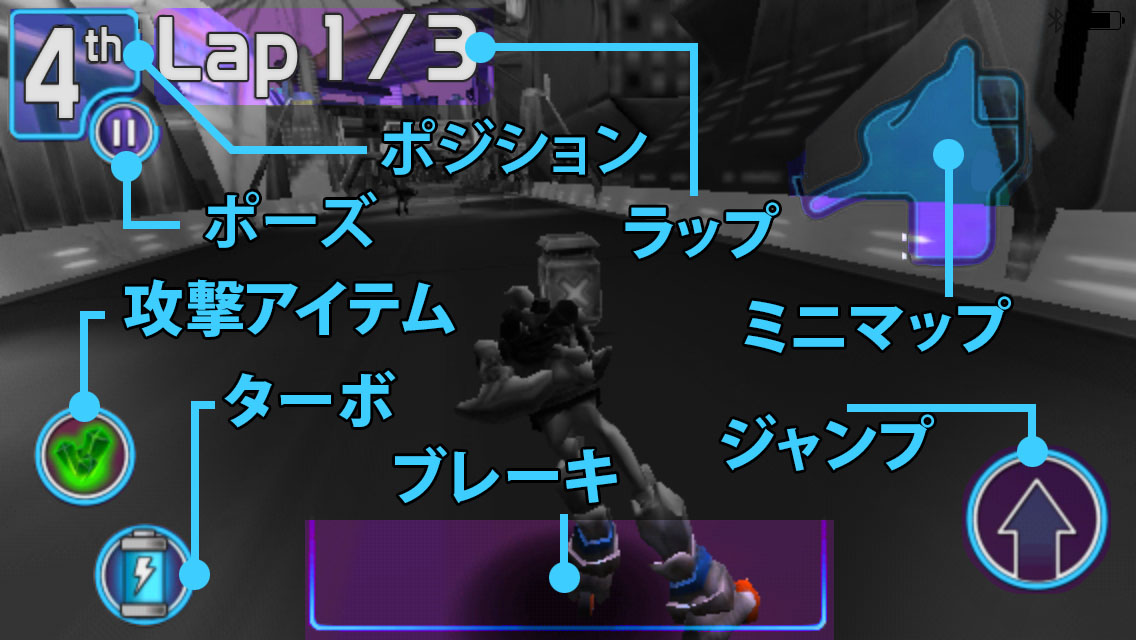 4th
Lap 1/3
ポジション
ポーズ
ラップ
攻撃アイテム
ミニマップ
ターボ
ジャンプ
ブレーキ